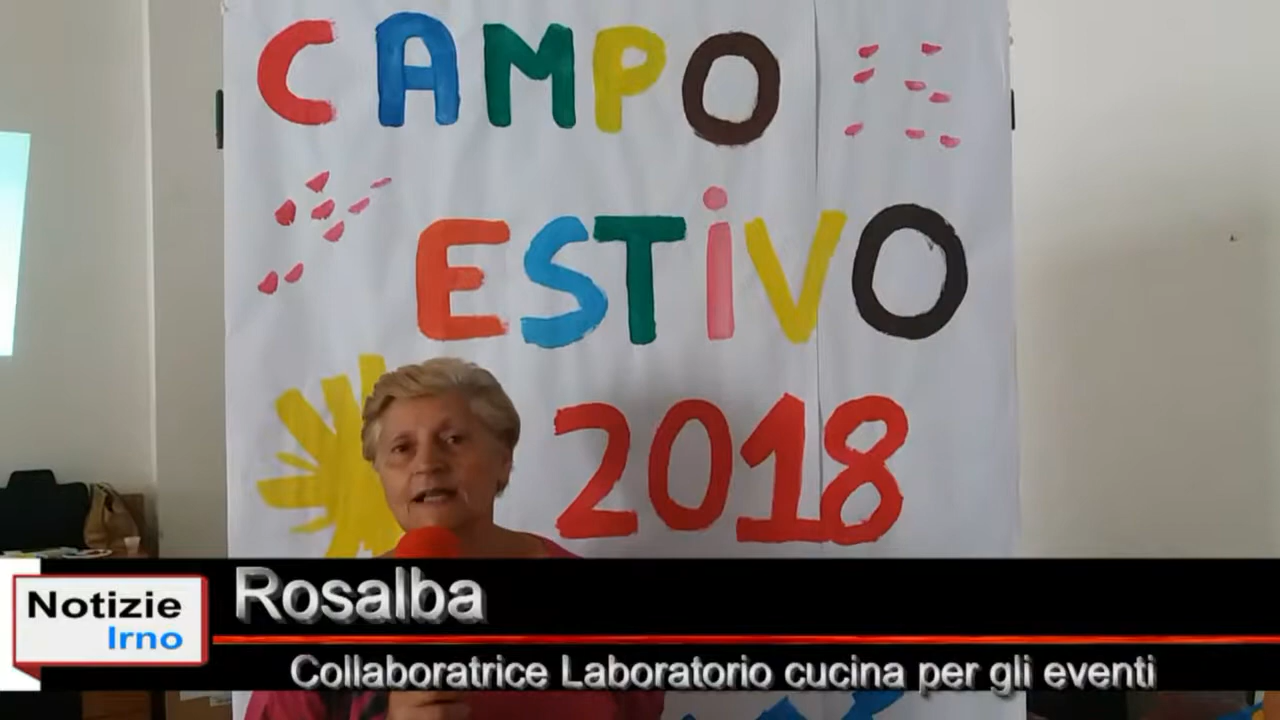 CAMPO
ESTiVO
2018
Notizie
Irno
Rosalba
Collaboratrice Laboratorio cucina per gli eventi